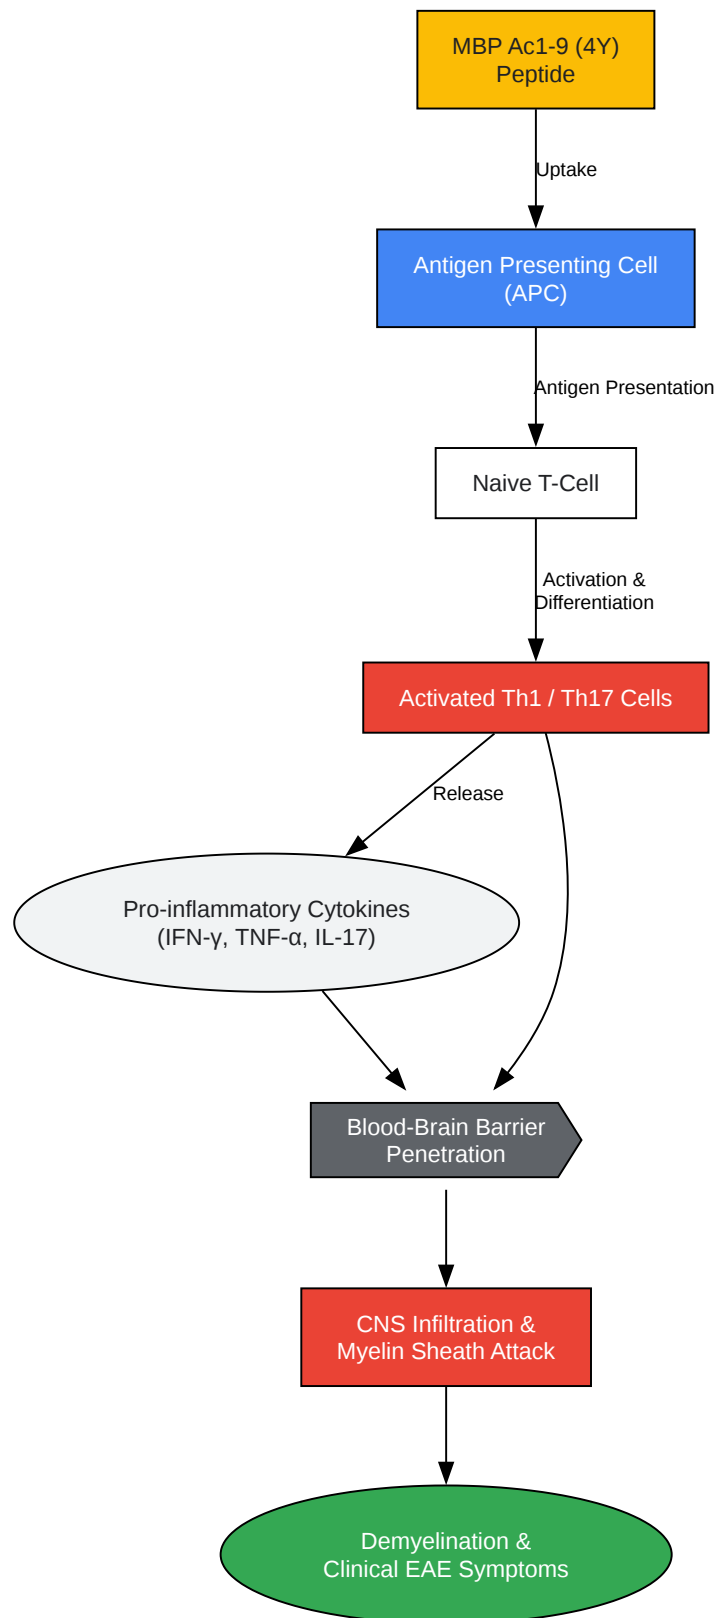 MBP Ac1-9 (4Y)
Peptide
Uptake
Antigen Presenting Cell
(APC)
Antigen Presentation
Naive T-Cell
Activation &
Differentiation
Activated Th1 / Th17 Cells
Release
Pro-inflammatory Cytokines
(IFN-γ, TNF-α, IL-17)
Blood-Brain Barrier
Penetration
CNS Infiltration &
Myelin Sheath Attack
Demyelination &
Clinical EAE Symptoms